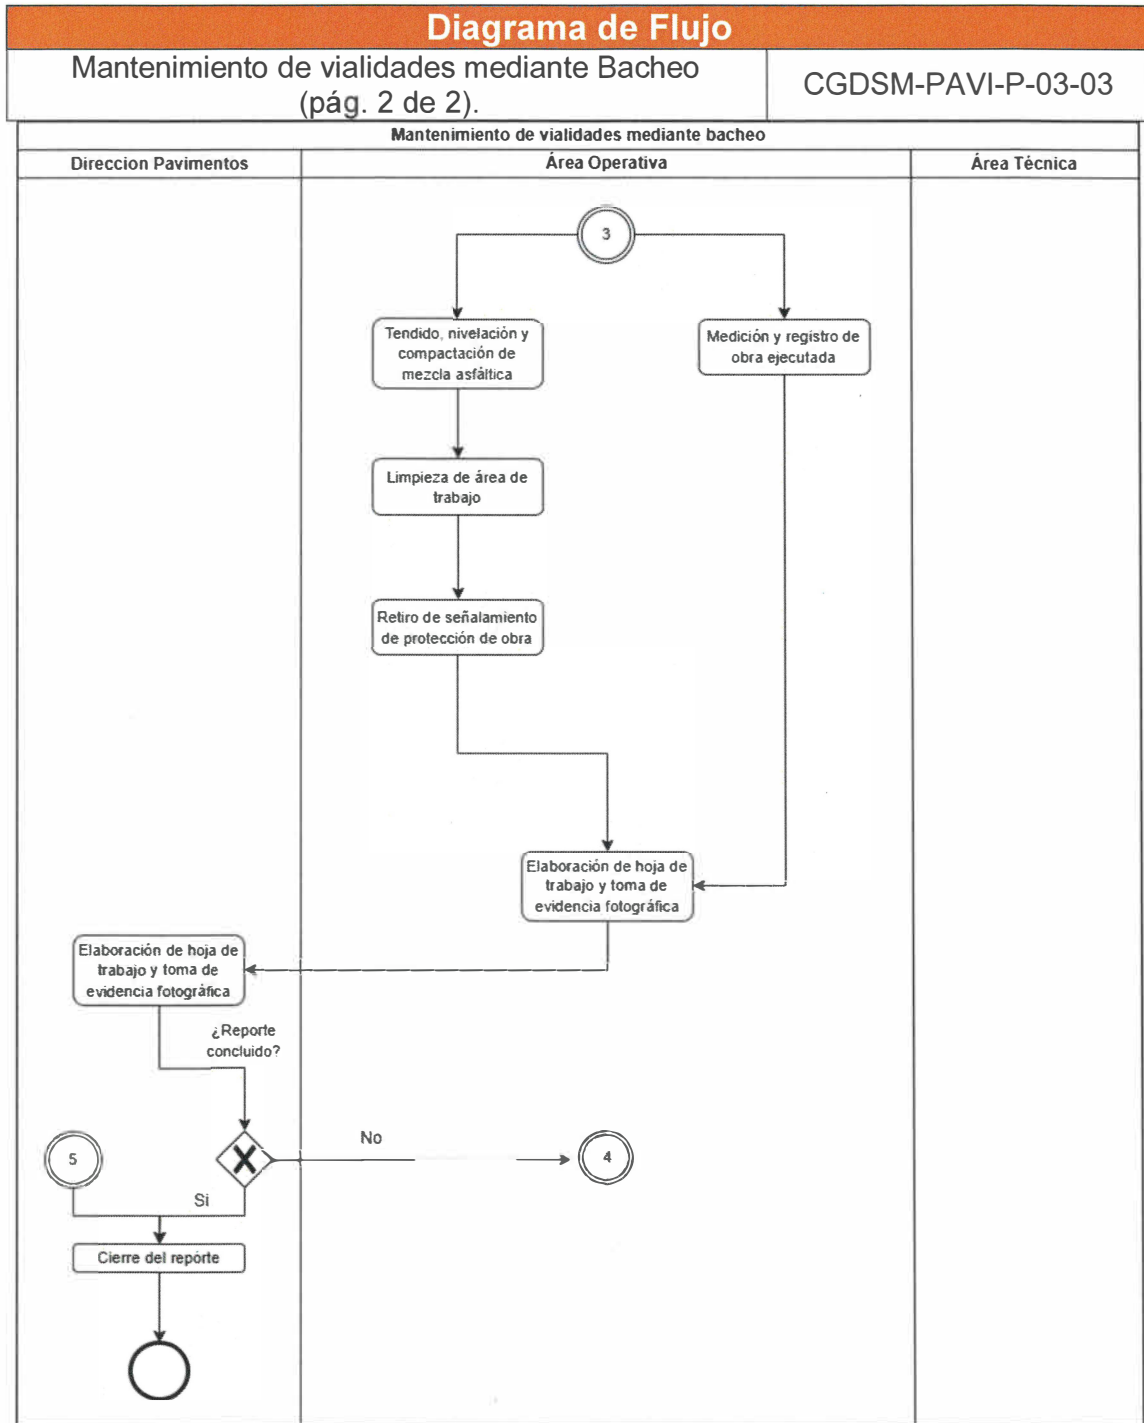 Diagrama de Flujo
Mantenimiento de vialidades mediante Bacheo
(pág. 2 de 2).
CGDSM-PAVI-P-03-03
Mantenimiento de vialidades mediante bacheo
Direccion Pavimentos
Área Operativa
Área Técnica
3
Tendido, nivelación y
compactación de
mezcla asfáltica
Medición y registro de
obra ejecutada
Limpieza de área de
trabajo
Retiro de señalamiento
de protección de obra
Elaboración de hoja de
trabajo y toma de
evidencia fotográfica
Elaboración de hoja de
trabajo y toma de
evidencia fotográfica
¿Reporte
concluido?
5
No
4
Si
Cierre del repórte